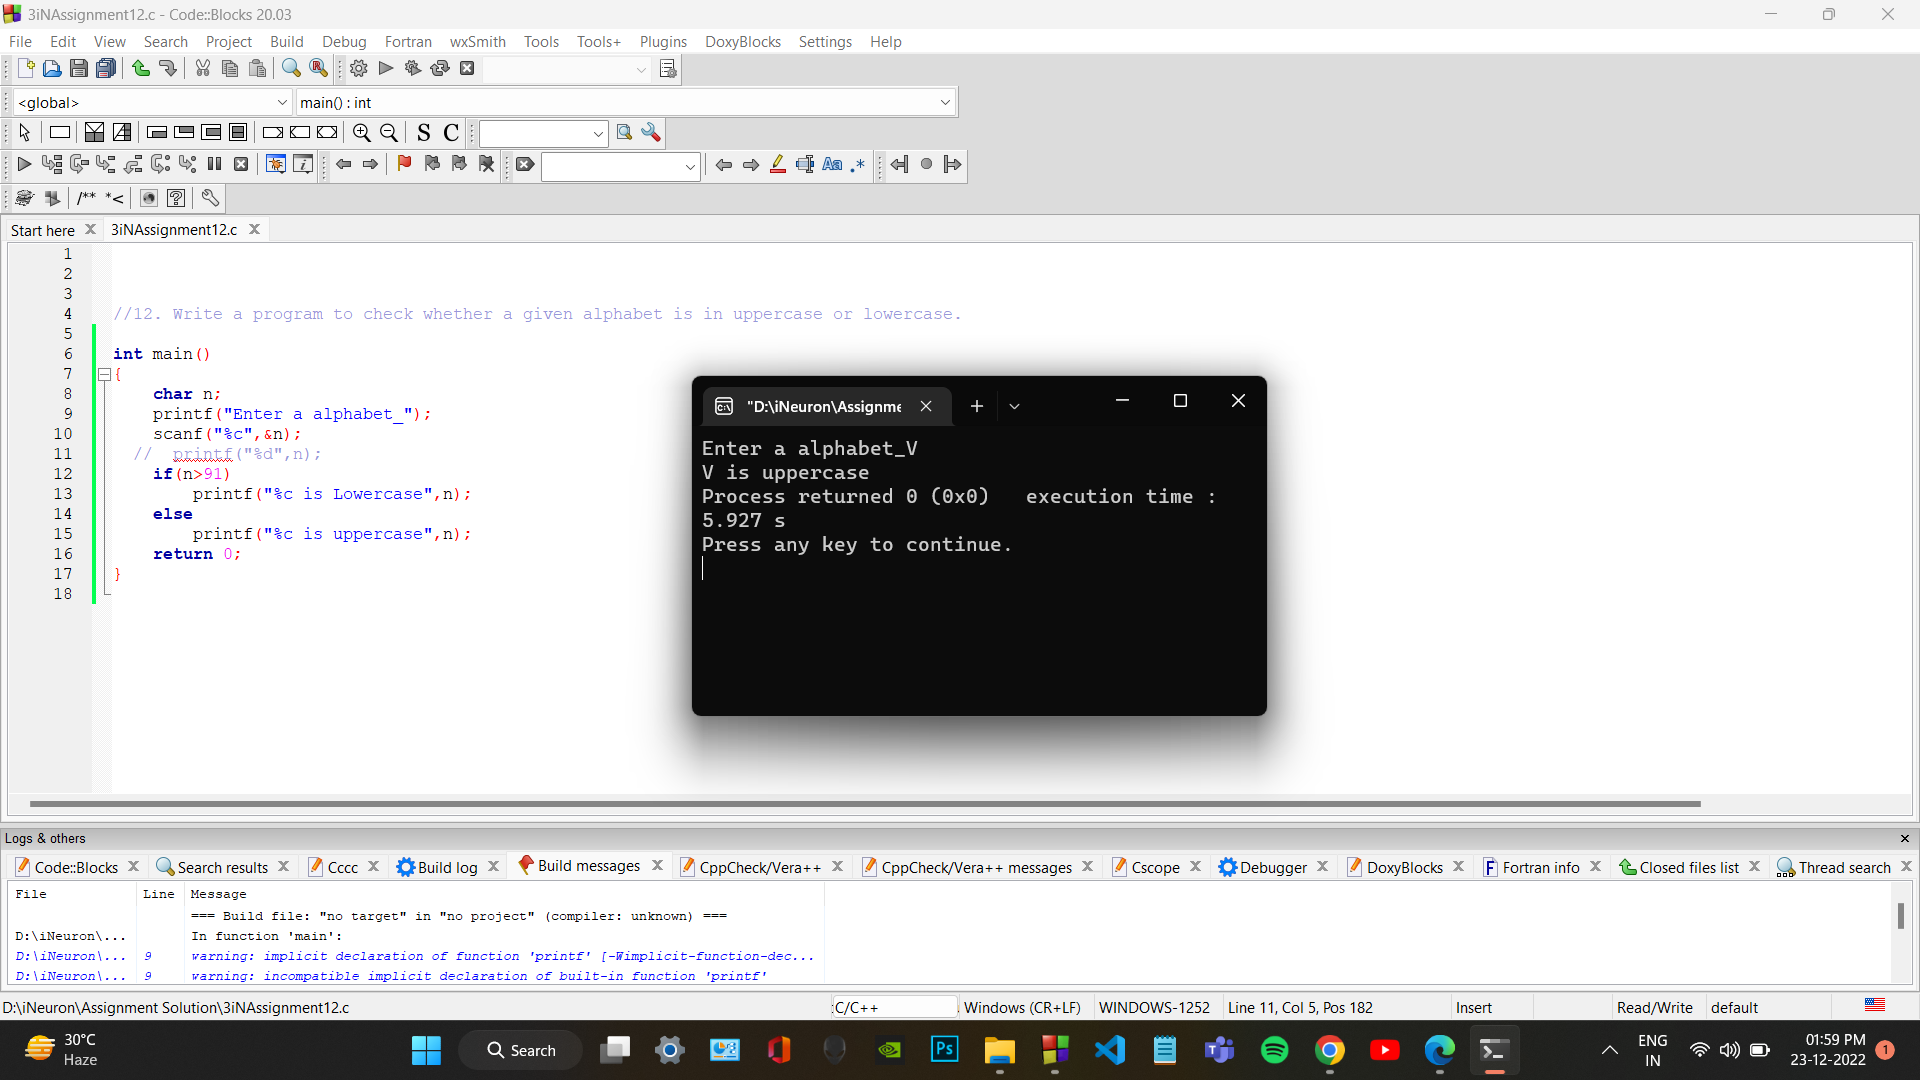 3iNAssignment12.c - Code::Blocks 20.03
File Edit View Search Project Build Debug Fortran wxSmith Tools Tools+ Plugins DoxyBlocks Settings Help
<global> main() : int
S C
Aa .*
/** *<
Start here 3iNAssignment12.c
1
2
3
4 //12. Write a program to check whether a given alphabet is in uppercase or lowercase.
5
6 int main()
7 {
8 char n;
9 printf("Enter a alphabet_");
10 scanf("%c",&n);
11 // printf("%d",n);
12 if(n>91)
13 printf("%c is Lowercase",n);
14 else
15 printf("%c is uppercase",n);
16 return 0;
17 }
18
"D:\iNeuron\Assignme
Enter a alphabet_V
V is uppercase
Process returned 0 (0x0) execution time :
5.927 s
Press any key to continue.
Logs & others
Code::Blocks Search results Cccc Build log Build messages CppCheck/Vera++ CppCheck/Vera++ messages Cscope Debugger DoxyBlocks Fortran info Closed files list Thread search
File Line Message
=== Build file: "no target" in "no project" (compiler: unknown) ===
D:\iNeuron\... In function 'main':
D:\iNeuron\... 9 warning: implicit declaration of function 'printf' [-Wimplicit-function-dec...
D:\iNeuron\... 9 warning: incompatible implicit declaration of built-in function 'printf'
D:\iNeuron\Assignment Solution\3iNAssignment12.c C/C++ Windows (CR+LF) WINDOWS-1252 Line 11, Col 5, Pos 182 Insert Read/Write default
30°C
Haze
Search
Ps
ENG
IN
01:59 PM
23-12-2022
1